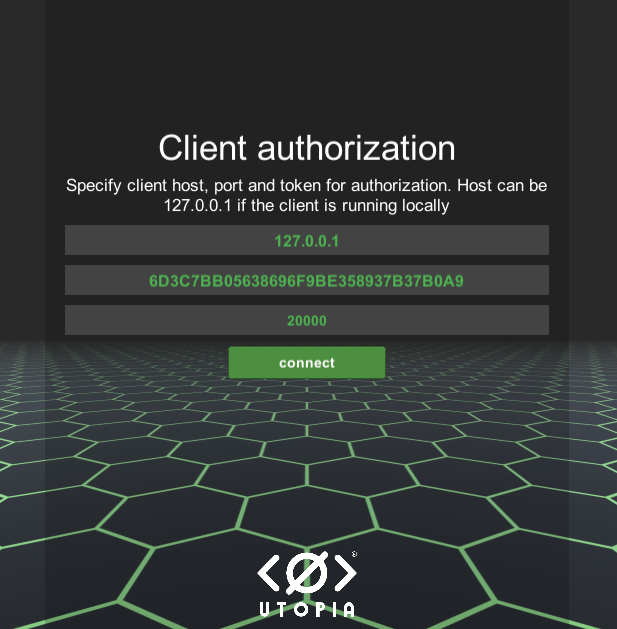 Client authorization
Specify client host, port and token for authorization. Host can be
127.0.0.1 if the client is running locally
127.0.0.1
6D3C7BB05638696F9BE358937B37B0A9
20000
connect
<Ø>®
UTOPIA